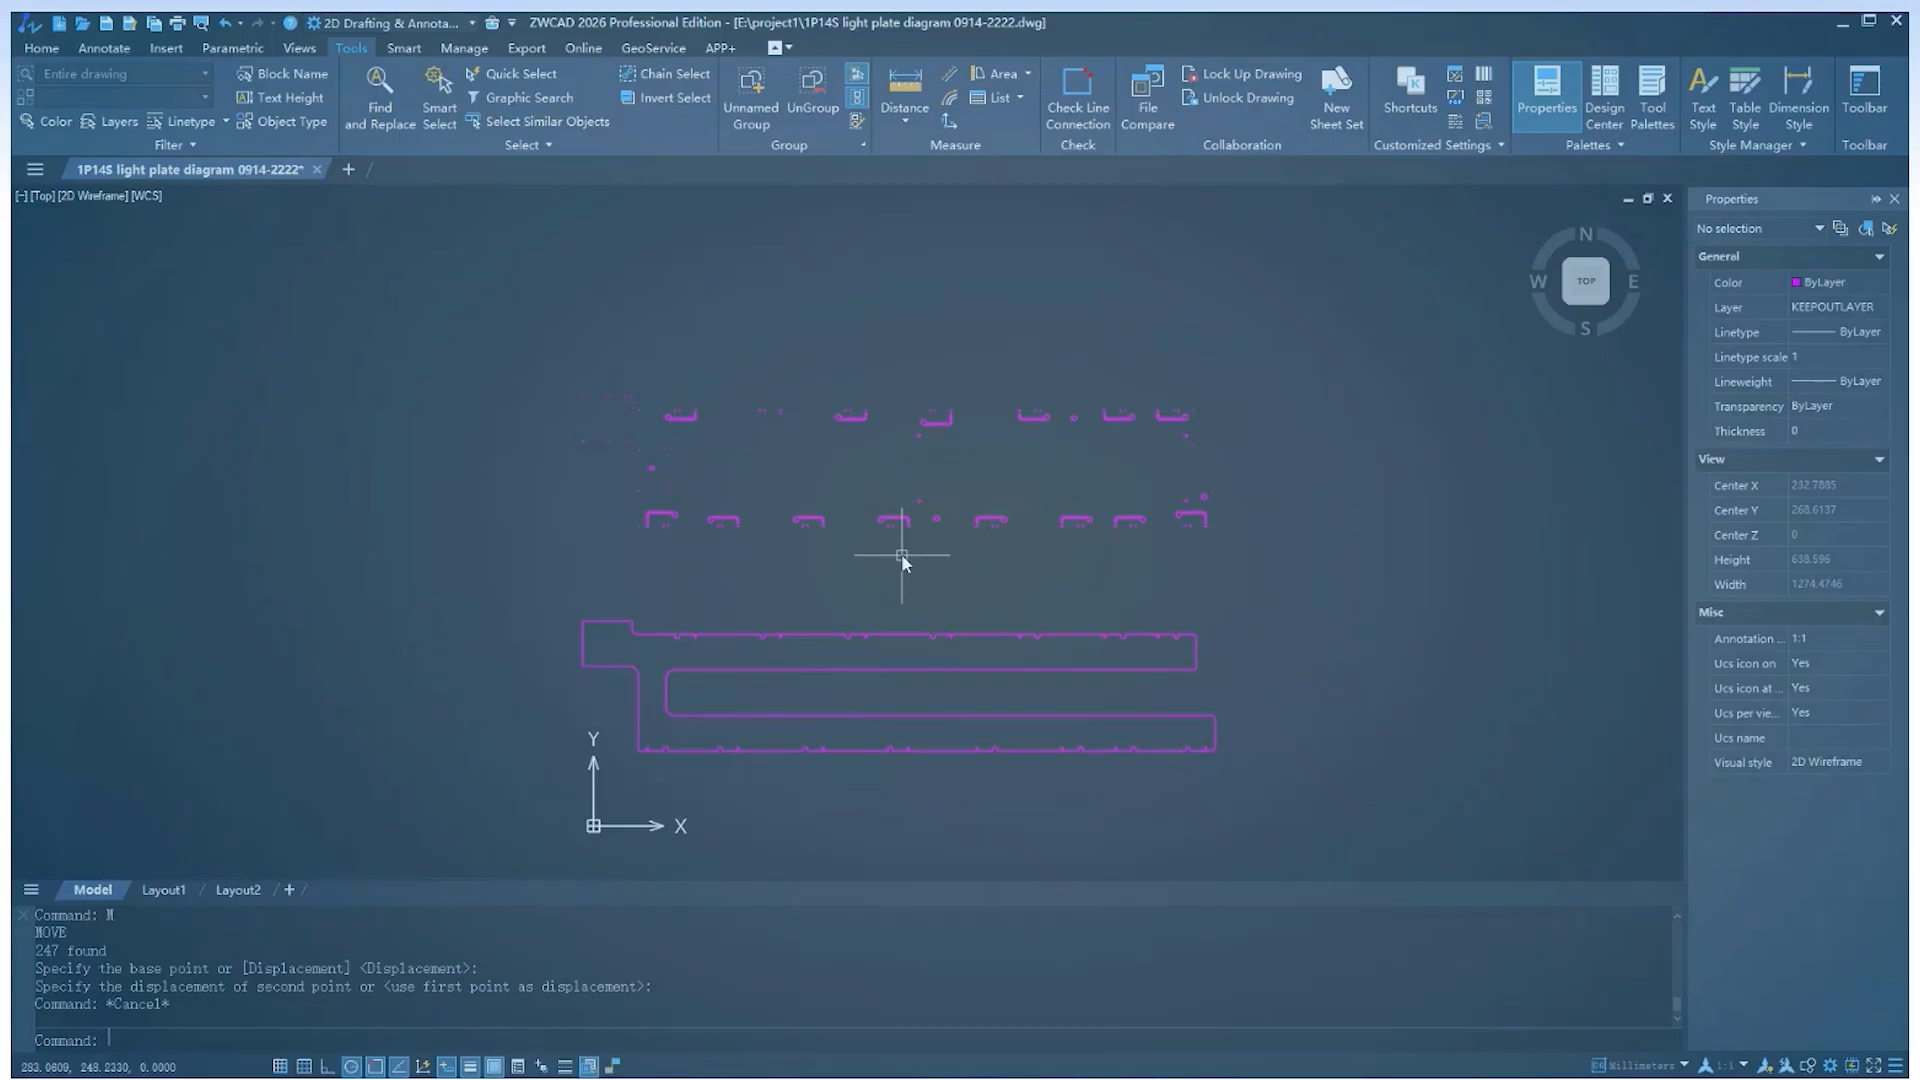 2D Drafting & Annota... ZWCAD 2026 Professional Edition - [E:\project1\1P14S light plate diagram 0914-2222.dwg]
Home Annotate Insert Parametric Views Tools Smart Manage Export Online GeoService APP+
Entire drawing
Block Name
Text Height
Color Layers Linetype Object Type
Filter
Find and Replace
Smart Select
Quick Select
Graphic Search
Select Similar Objects
Chain Select
Invert Select
Select
Unnamed Group
UnGroup
Group
Distance
Area
List
Measure
Check Line Connection
Check
File Compare
Lock Up Drawing
Unlock Drawing
New Sheet Set
Collaboration
Shortcuts
Customized Settings
Properties
Design Center
Tool Palettes
Palettes
Text Style
Table Style
Dimension Style
Style Manager
Toolbar
Toolbar
1P14S light plate diagram 0914-2222*
[-] [Top] [2D Wireframe] [WCS]
N
W TOP E
S
Y
X
Properties
No selection
General
Color ByLayer
Layer KEEPOUTLAYER
Linetype ByLayer
Linetype scale 1
Lineweight ByLayer
Transparency ByLayer
Thickness 0
View
Center X 232.7885
Center Y 268.6137
Center Z 0
Height 638.596
Width 1274.4746
Misc
Annotation ... 1:1
Ucs icon on Yes
Ucs icon at ... Yes
Ucs per vie... Yes
Ucs name
Visual style 2D Wireframe
Model Layout1 Layout2
Command: M
MOVE
247 found
Specify the base point or [Displacement] <Displacement>:
Specify the displacement of second point or <use first point as displacement>:
Command: *Cancel*
Command:
283.0609, 248.2330, 0.0000
Millimeters 1:1